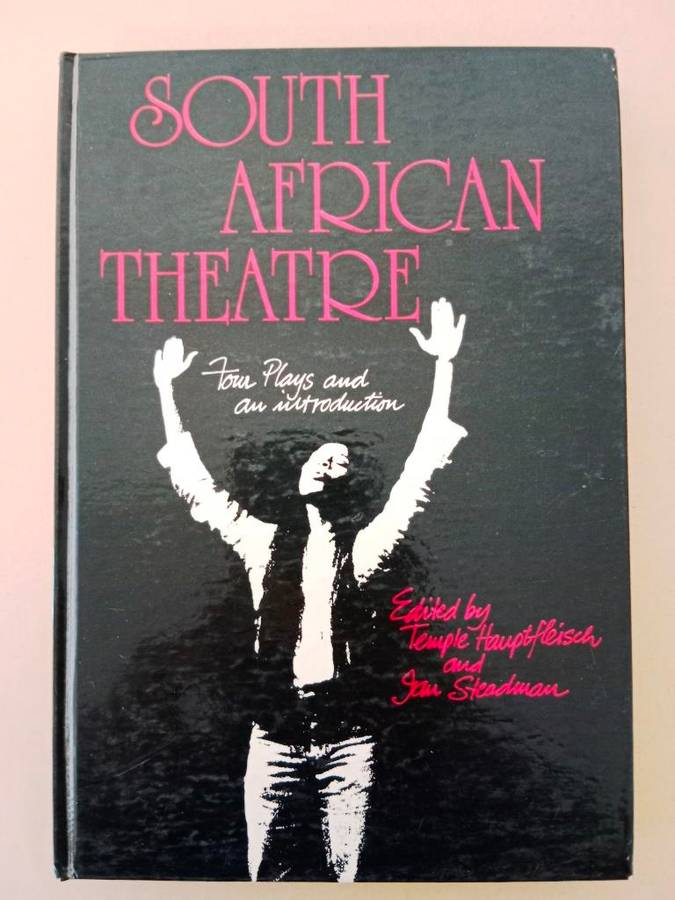 SOUTH
AFRICAN
THEATRE
Four Plays and
an introduction
Edited by
Temple Hauptfleisch
and
Ian Steadman